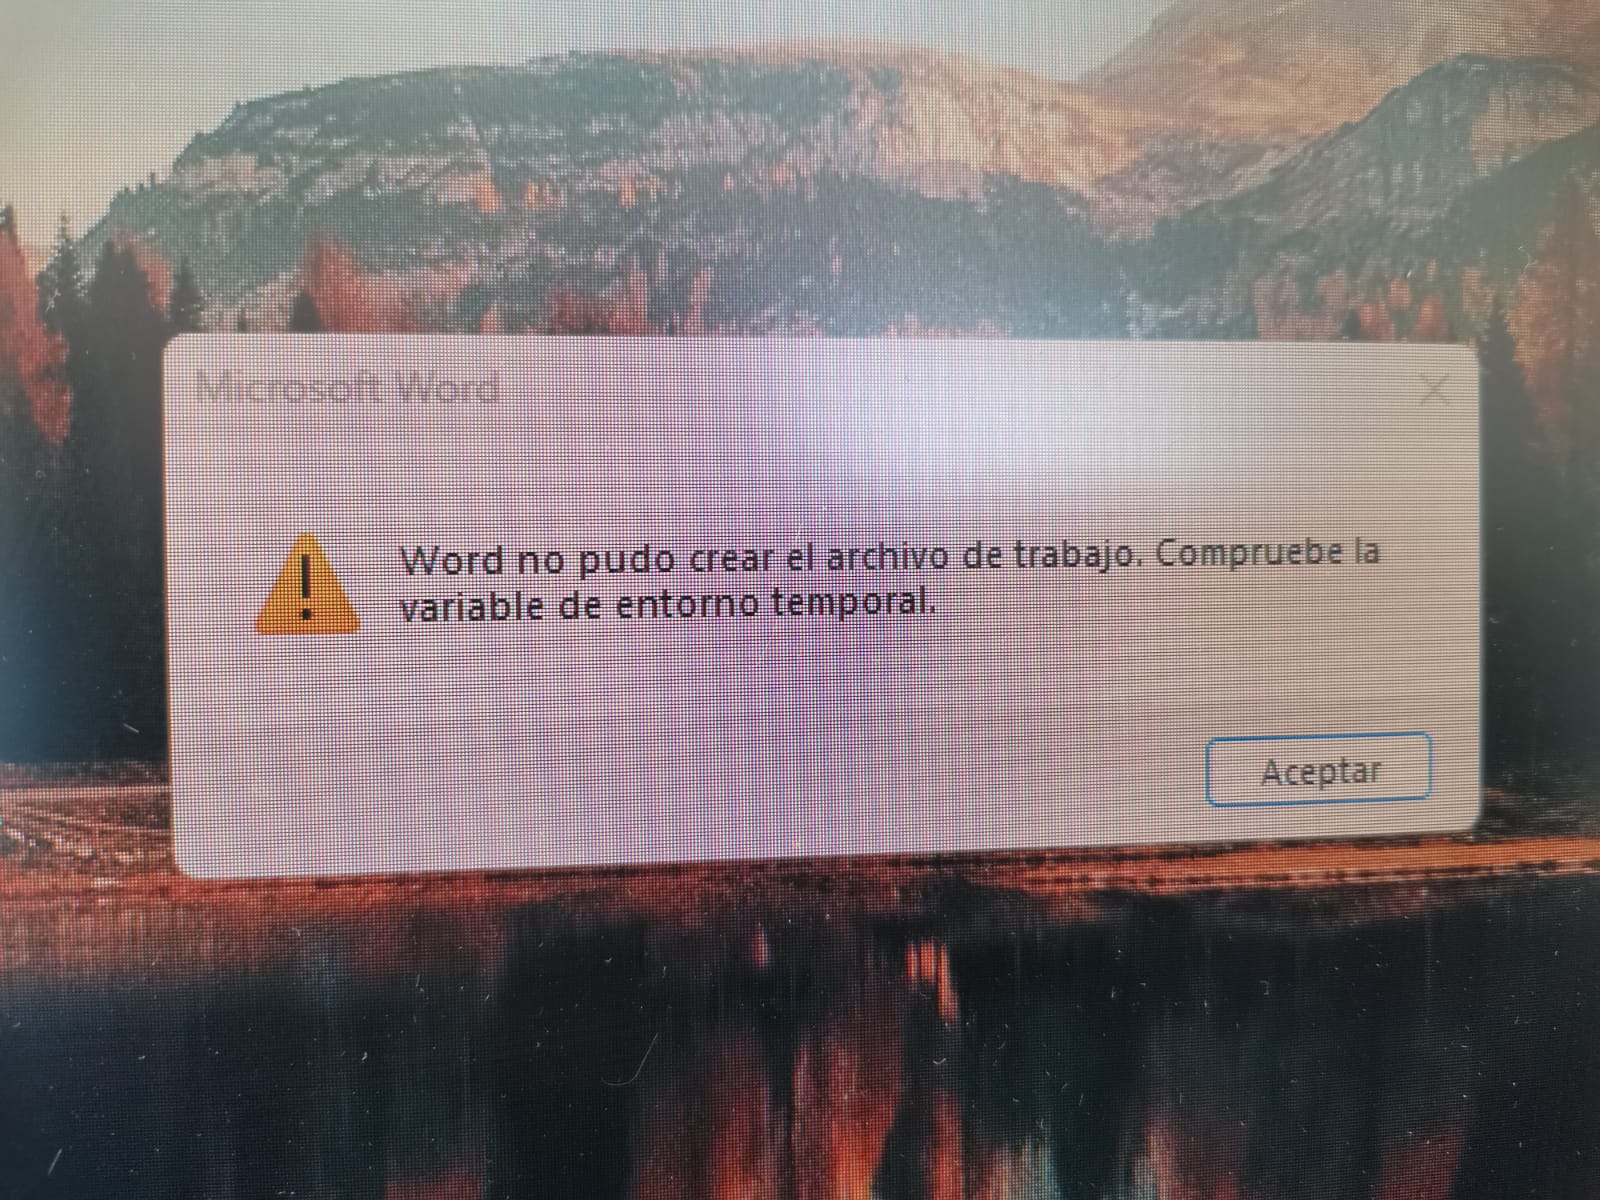 Microsoft Word
Word no pudo crear el archivo de trabajo. Compruebe la
variable de entorno temporal.
Aceptar